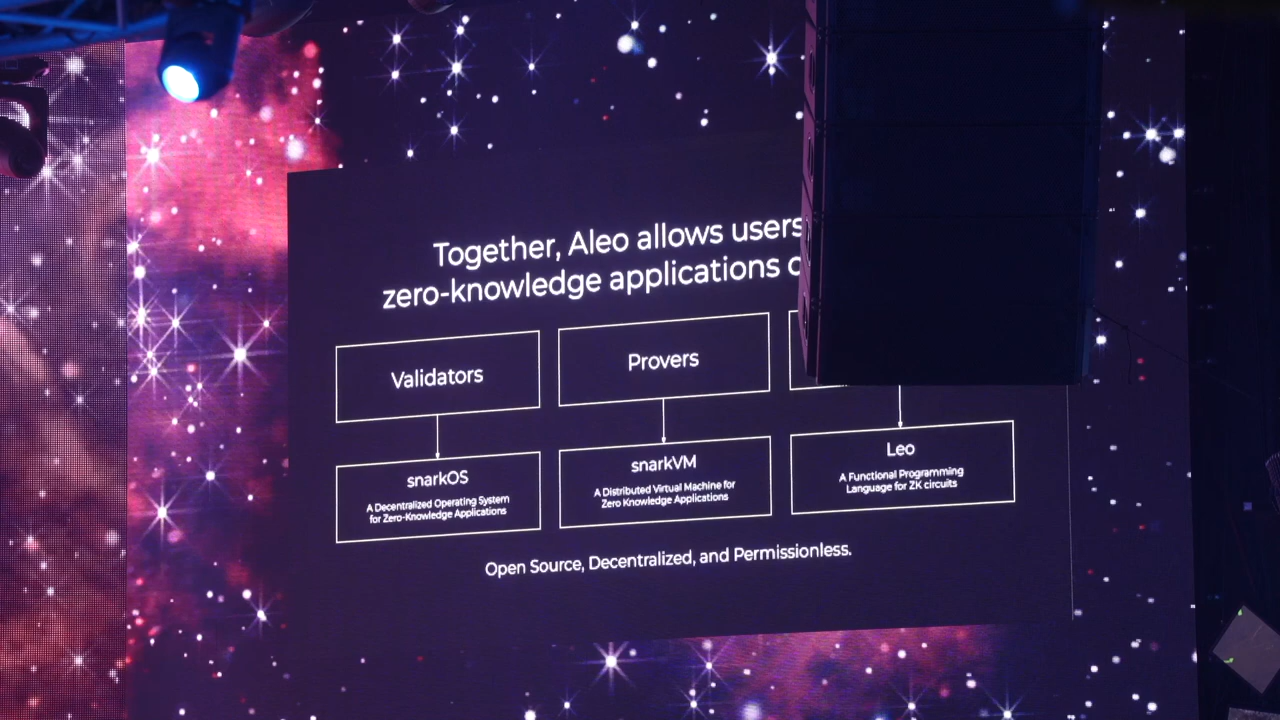 Together, Aleo allows users
zero-knowledge applications
Validators
Provers
snarkOS
A Decentralized Operating System
for Zero-Knowledge Applications
snarkVM
A Distributed Virtual Machine for
Zero Knowledge Applications
Leo
A Functional Programming
Language for ZK circuits
Open Source, Decentralized, and Permissionless.